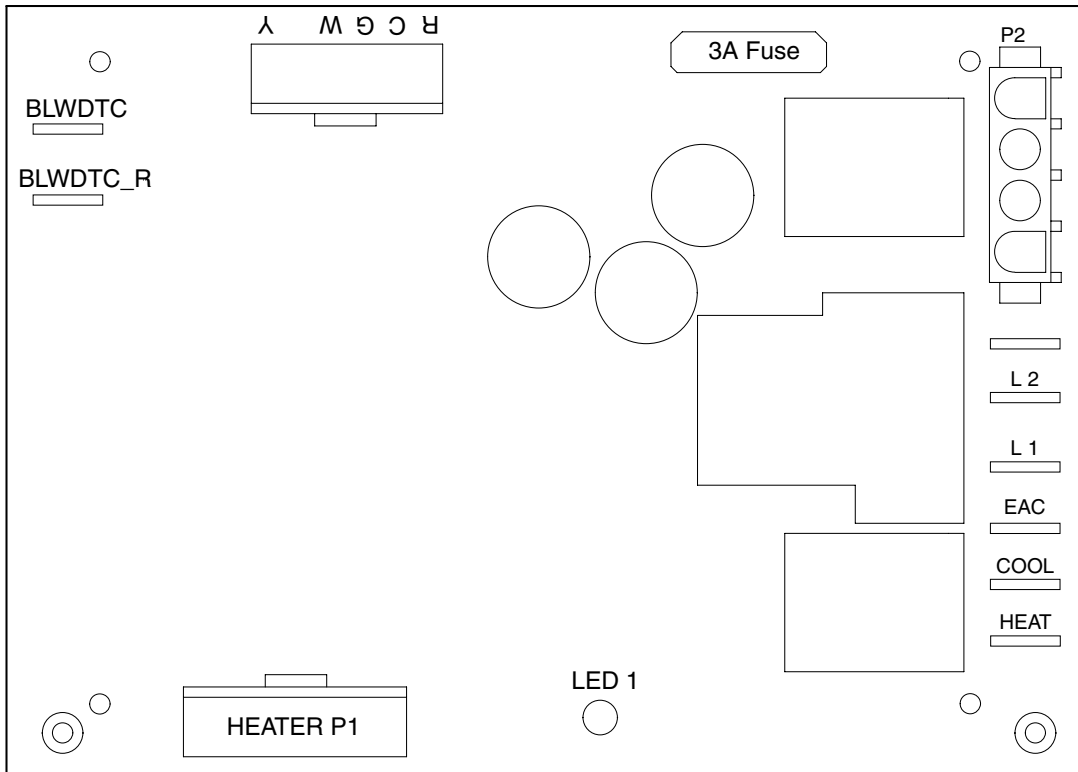 Y W G C R
3A Fuse
P2
BLWDTC
BLWDTC_R
L 2
L 1
EAC
COOL
HEAT
LED 1
HEATER P1